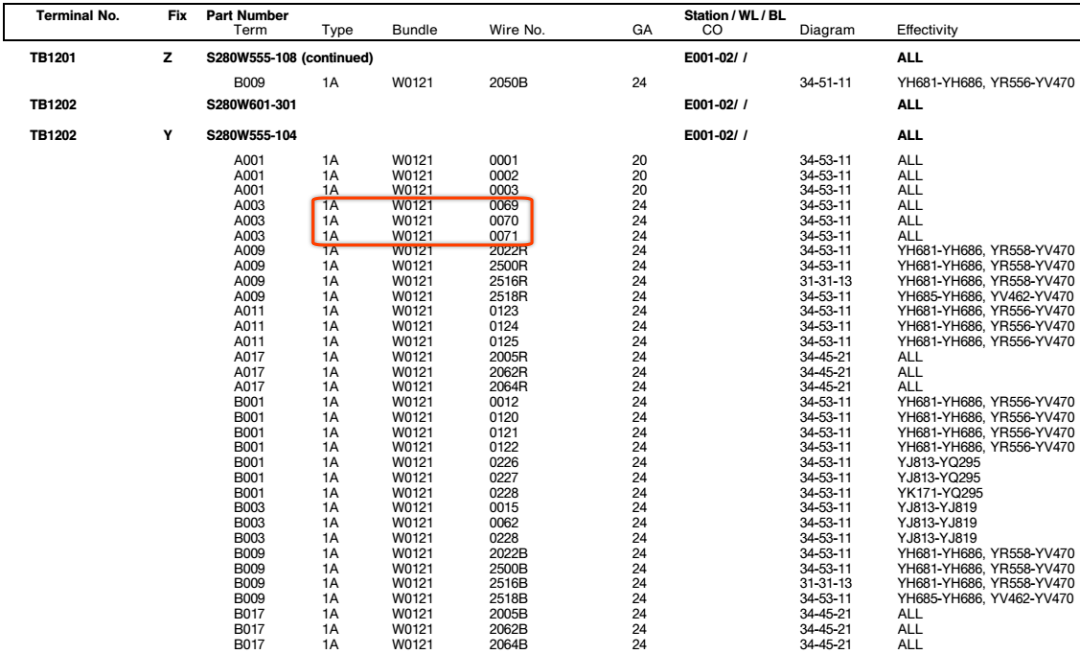 Terminal No. Fix Part Number Station / WL / BL
Term Type Bundle Wire No. GA CO Diagram Effectivity
TB1201 Z S280W555-108 (continued) E001-02/ / ALL
B009 1A W0121 2050B 24 34-51-11 YH681-YH686, YR556-YV470
TB1202 S280W601-301 E001-02/ / ALL
TB1202 Y S280W555-104 E001-02/ / ALL
A001 1A W0121 0001 20 34-53-11 ALL
A001 1A W0121 0002 20 34-53-11 ALL
A001 1A W0121 0003 20 34-53-11 ALL
A003 1A W0121 0069 24 34-53-11 ALL
A003 1A W0121 0070 24 34-53-11 ALL
A003 1A W0121 0071 24 34-53-11 ALL
A009 1A W0121 2022R 24 34-53-11 YH681-YH686, YR558-YV470
A009 1A W0121 2500R 24 34-53-11 YH681-YH686, YR558-YV470
A009 1A W0121 2516R 24 31-31-13 YH681-YH686, YR558-YV470
A009 1A W0121 2518R 24 34-53-11 YH685-YH686, YV462-YV470
A011 1A W0121 0123 24 34-53-11 YH681-YH686, YR556-YV470
A011 1A W0121 0124 24 34-53-11 YH681-YH686, YR556-YV470
A011 1A W0121 0125 24 34-53-11 YH681-YH686, YR556-YV470
A017 1A W0121 2005R 24 34-45-21 ALL
A017 1A W0121 2062R 24 34-45-21 ALL
A017 1A W0121 2064R 24 34-45-21 ALL
B001 1A W0121 0012 24 34-53-11 YH681-YH686, YR556-YV470
B001 1A W0121 0120 24 34-53-11 YH681-YH686, YR556-YV470
B001 1A W0121 0121 24 34-53-11 YH681-YH686, YR556-YV470
B001 1A W0121 0122 24 34-53-11 YH681-YH686, YR556-YV470
B001 1A W0121 0226 24 34-53-11 YJ813-YQ295
B001 1A W0121 0227 24 34-53-11 YJ813-YQ295
B001 1A W0121 0228 24 34-53-11 YK171-YQ295
B003 1A W0121 0015 24 34-53-11 YJ813-YJ819
B003 1A W0121 0062 24 34-53-11 YJ813-YJ819
B003 1A W0121 0228 24 34-53-11 YJ813-YJ819
B009 1A W0121 2022B 24 34-53-11 YH681-YH686, YR558-YV470
B009 1A W0121 2500B 24 34-53-11 YH681-YH686, YR558-YV470
B009 1A W0121 2516B 24 31-31-13 YH681-YH686, YR558-YV470
B009 1A W0121 2518B 24 34-53-11 YH685-YH686, YV462-YV470
B017 1A W0121 2005B 24 34-45-21 ALL
B017 1A W0121 2062B 24 34-45-21 ALL
B017 1A W0121 2064B 24 34-45-21 ALL